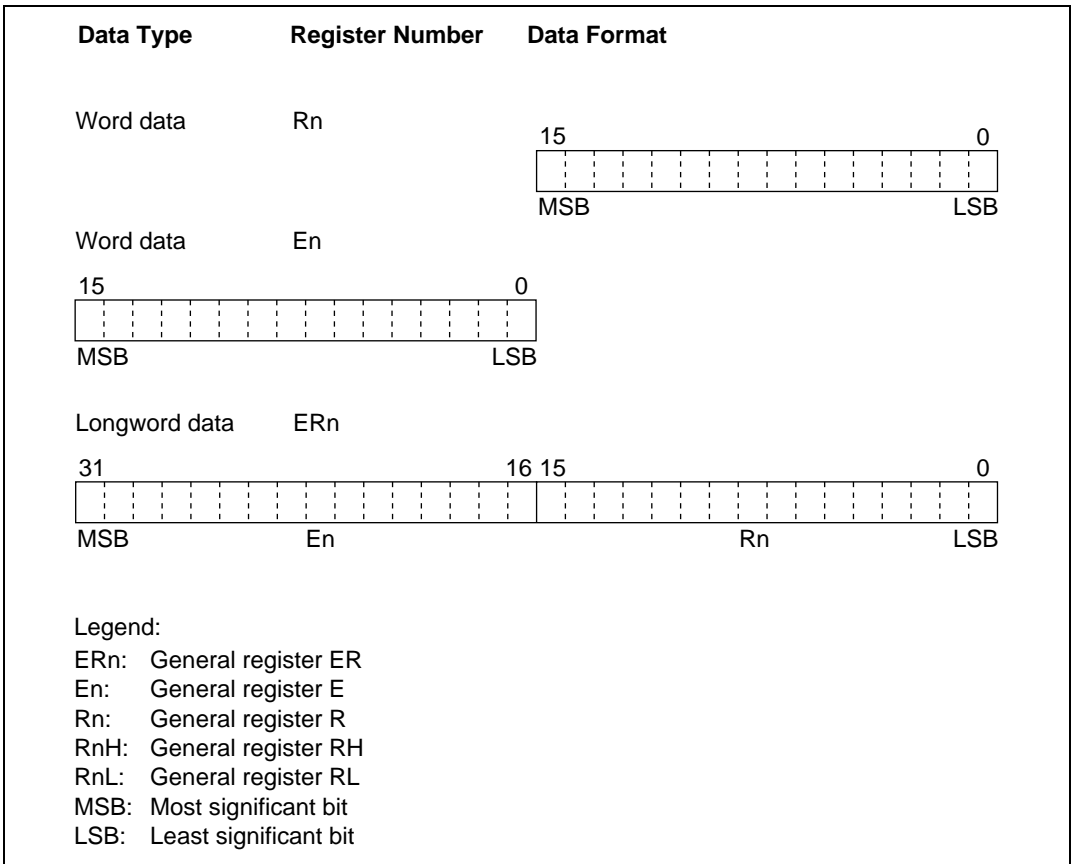 Data Type Register Number Data Format
Word data Rn
15 0
MSB LSB
Word data En
15 0
MSB LSB
Longword data ERn
31 16 15 0
MSB En Rn LSB
Legend:
ERn: General register ER
En: General register E
Rn: General register R
RnH: General register RH
RnL: General register RL
MSB: Most significant bit
LSB: Least significant bit